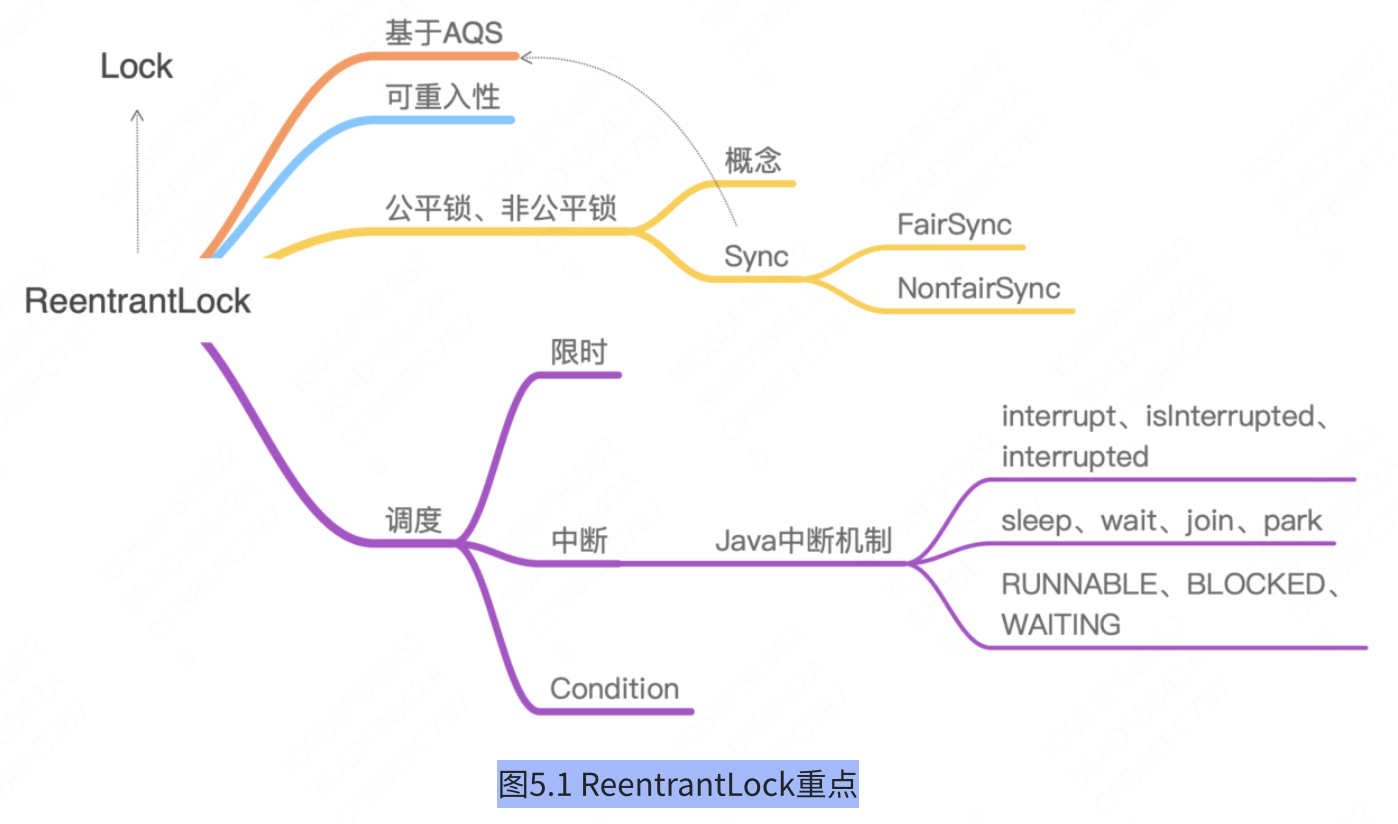 Lock
基于AQS
可重入性
公平锁、非公平锁
概念
Sync
FairSync
NonfairSync
ReentrantLock
调度
限时
中断
Java中断机制
interrupt、isInterrupted、
interrupted
sleep、wait、join、park
RUNNABLE、BLOCKED、
WAITING
Condition
图5.1 ReentrantLock重点